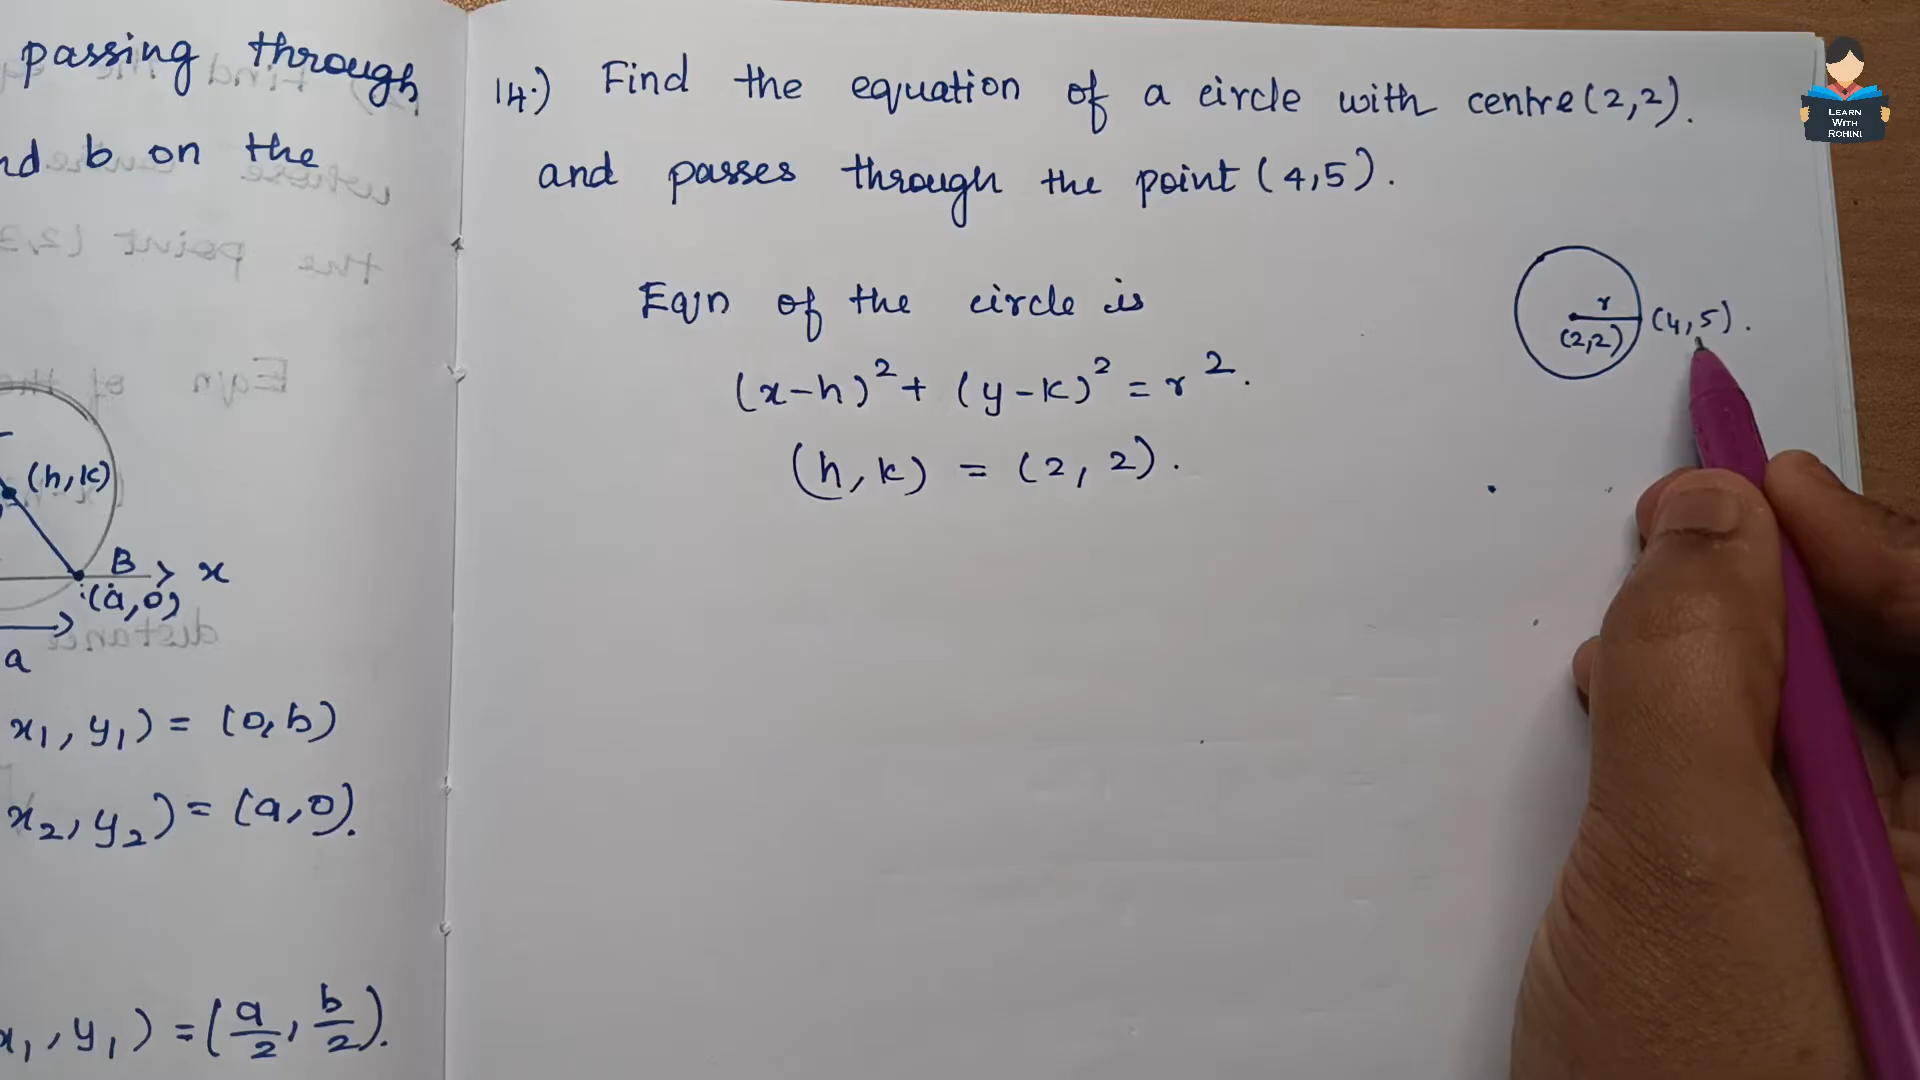 passing through
nd b on the
(h,k)
B
x
(a,0)
a
x1, y1) = (0, b)
x2, y2) = (a, 0).
x1, y1) = (a/2, b/2).
14.) Find the equation of a circle with centre (2,2).
and passes through the point (4,5).
Eqn of the circle is
(x-h)² + (y-k)² = r².
(h, k) = (2, 2).
r
(2,2)
(4,5).
LEARN
WITH
ROHINI